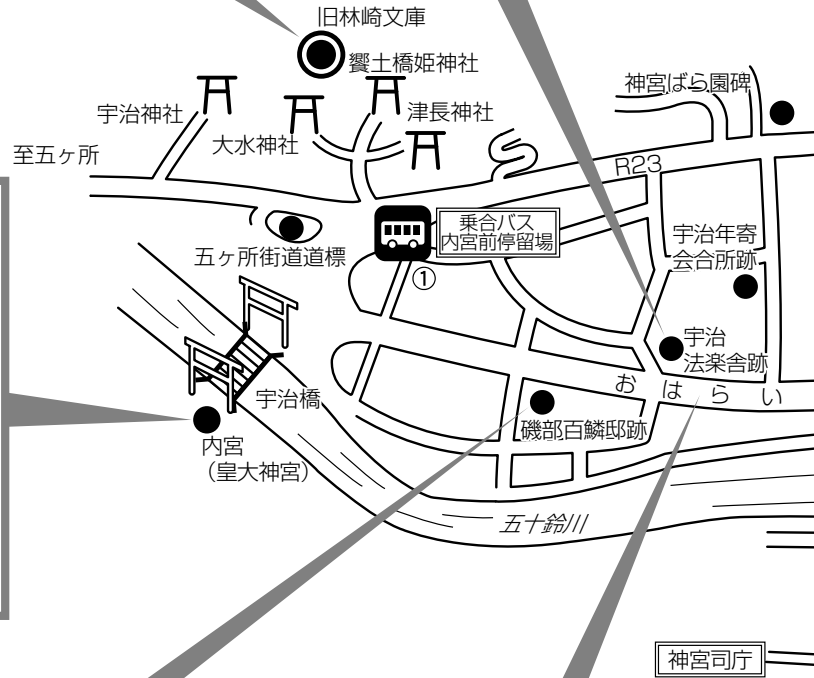 旧林崎文庫
饗土橋姫神社
神宮ばら園碑
宇治神社
津長神社
大水神社
至五ヶ所
R23
乗合バス
内宮前停留場
宇治年寄
会合所跡
五ヶ所街道道標
①
宇治
法楽舎跡
おはらい
宇治橋
磯部百鱗邸跡
内宮
（皇大神宮）
五十鈴川
神宮司庁